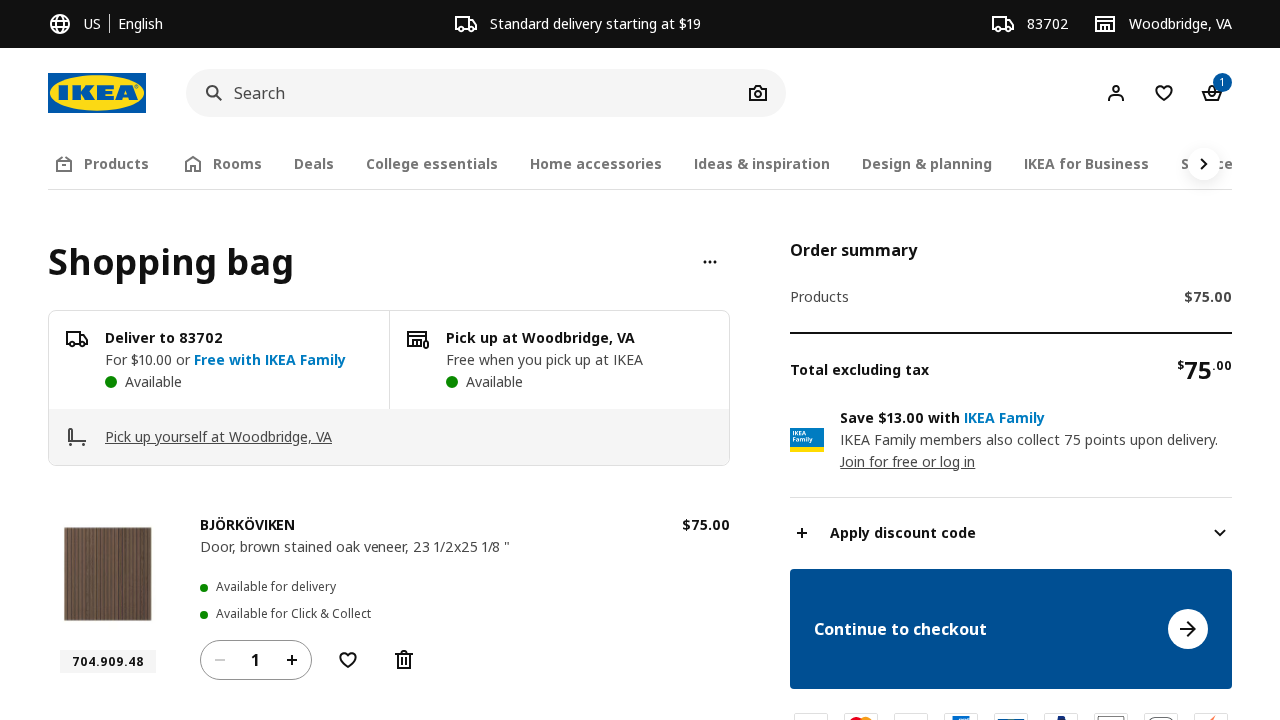 US
English
Standard delivery starting at $19
83702
Woodbridge, VA
IKEA
Search
1
Products
Rooms
Deals
College essentials
Home accessories
Ideas & inspiration
Design & planning
IKEA for Business
Shopping bag
Deliver to 83702
For $10.00 or Free with IKEA Family
Available
Pick up at Woodbridge, VA
Free when you pick up at IKEA
Available
Pick up yourself at Woodbridge, VA
BJÖRKÖVIKEN
$75.00
Door, brown stained oak veneer, 23 1/2x25 1/8 "
Available for delivery
Available for Click & Collect
704.909.48
1
Order summary
Products
$75.00
Total excluding tax
$75.00
Save $13.00 with IKEA Family
IKEA
Family
IKEA Family members also collect 75 points upon delivery.
Join for free or log in
Apply discount code
Continue to checkout